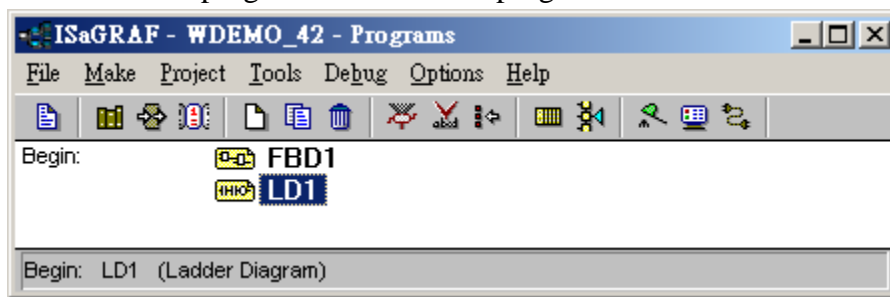 ISaGRAF - WDEMO_42 - Programs
File Make Project Tools Debug Options Help
Begin: FBD1
LD1
Begin: LD1 (Ladder Diagram)